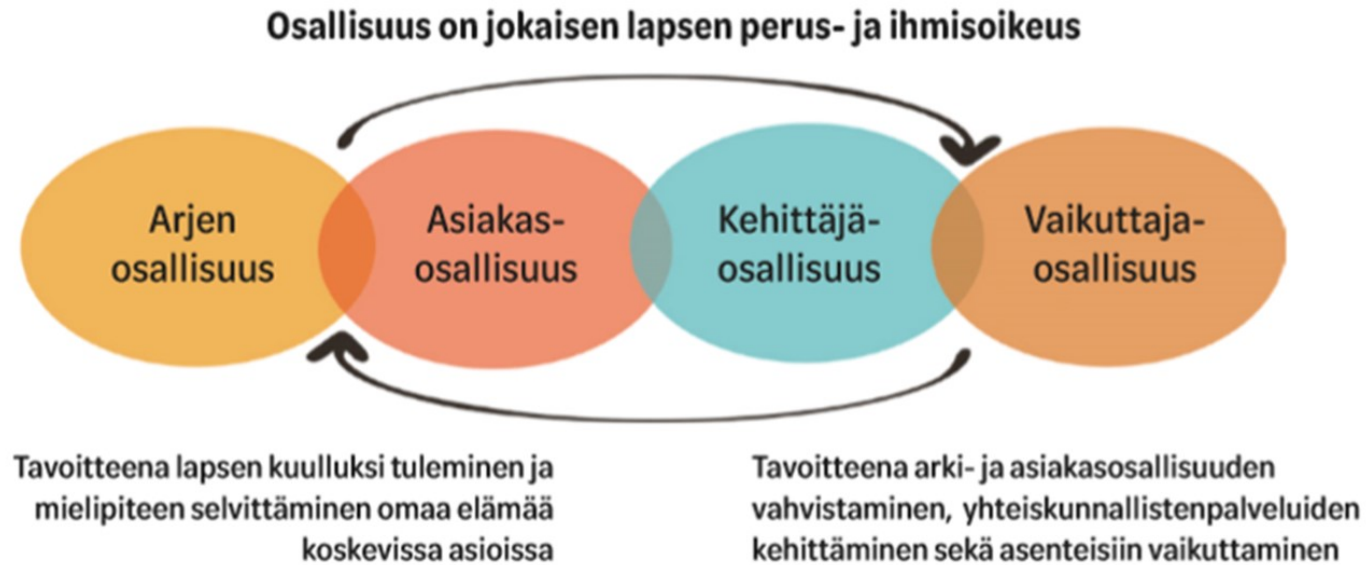 Osallisuus on jokaisen lapsen perus- ja ihmisoikeus
Arjen
osallisuus
Asiakas-
osallisuus
Kehittäjä-
osallisuus
Vaikuttaja-
osallisuus
Tavoitteena lapsen kuulluksi tuleminen ja
mielipiteen selvittäminen omaa elämää
koskevissa asioissa
Tavoitteena arki- ja asiakasosallisuuden
vahvistaminen, yhteiskunnallistenpalveluiden
kehittäminen sekä asenteisiin vaikuttaminen